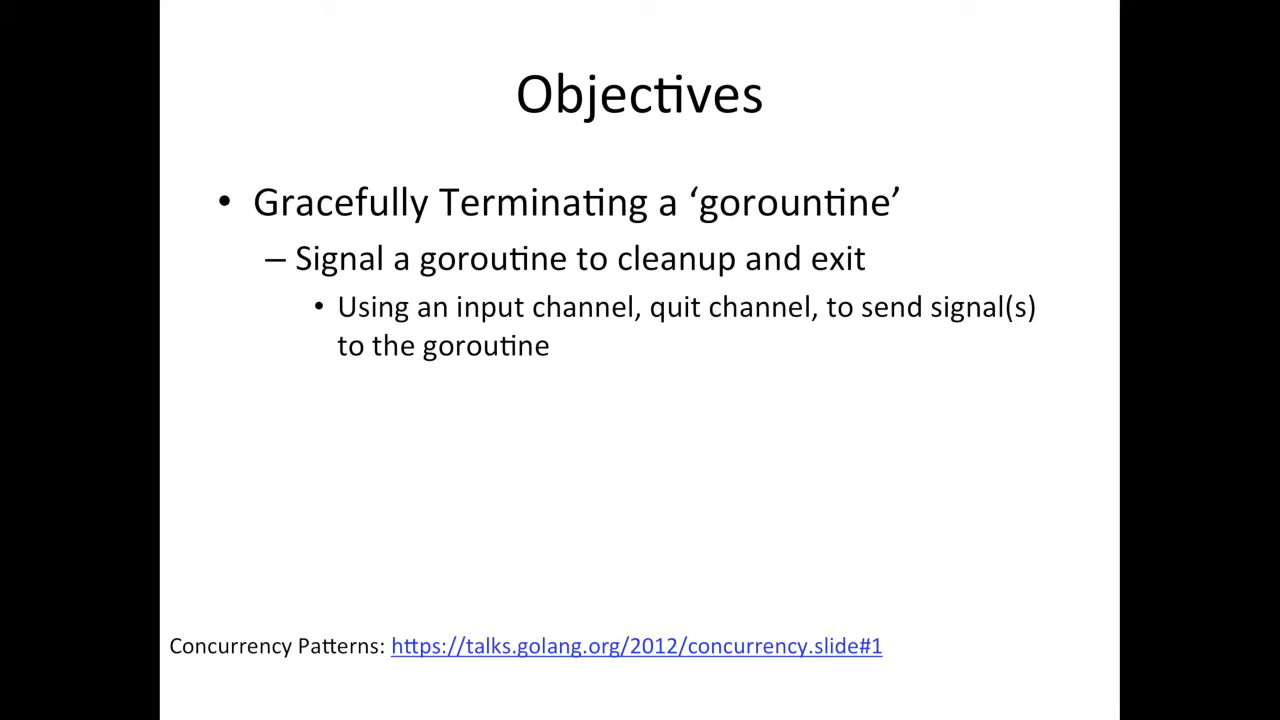 Objectives
• Gracefully Terminating a ‘gorountine’
– Signal a goroutine to cleanup and exit
• Using an input channel, quit channel, to send signal(s)
to the goroutine
Concurrency Patterns: https://talks.golang.org/2012/concurrency.slide#1